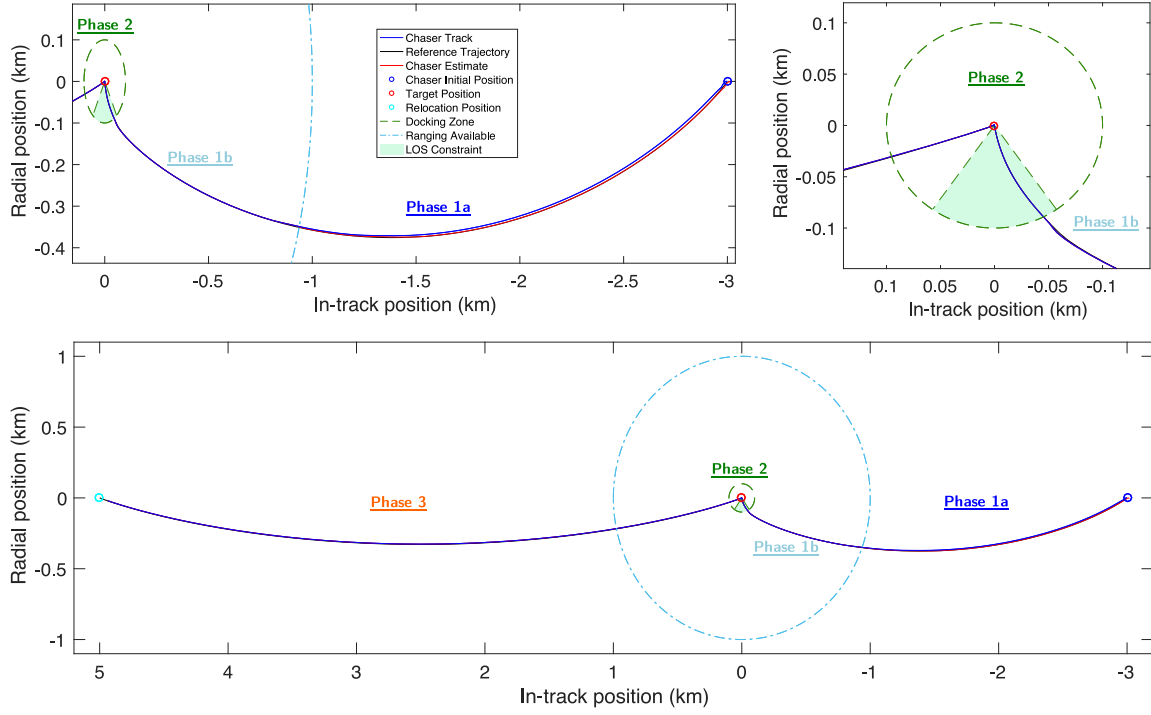 Phase 2
Chaser Track
Reference Trajectory
Chaser Estimate
Chaser Initial Position
Target Position
Relocation Position
Docking Zone
Ranging Available
LOS Constraint
Phase 1b
Phase 1a
0.1
0
-0.1
-0.2
-0.3
-0.4
Radial position (km)
0
-0.5
-1
-1.5
-2
-2.5
-3
In-track position (km)
Phase 2
Phase 1b
0.1
0.05
0
-0.05
-0.1
Radial position (km)
0.1
0.05
0
-0.05
-0.1
In-track position (km)
Phase 3
Phase 2
Phase 1b
Phase 1a
1
0.5
0
-0.5
-1
Radial position (km)
5
4
3
2
1
0
-1
-2
-3
In-track position (km)